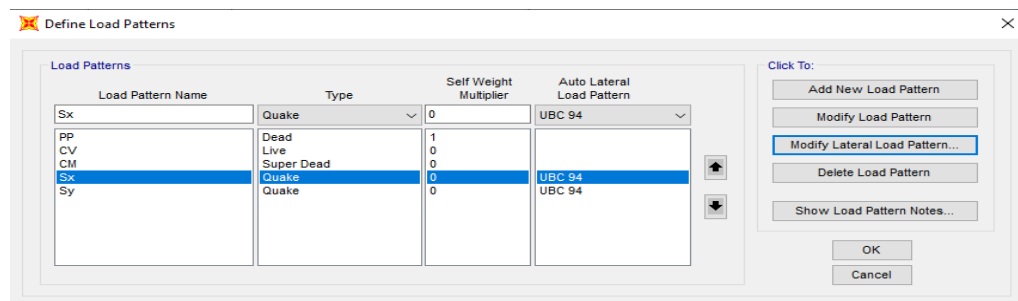 Define Load Patterns
Load Patterns
Click To:
Load Pattern Name Type Self Weight Multiplier Auto Lateral Load Pattern
Sx Quake 0 UBC 94
PP Dead 1
CV Live 0
CM Super Dead 0
Sx Quake 0 UBC 94
Sy Quake 0 UBC 94
Add New Load Pattern
Modify Load Pattern
Modify Lateral Load Pattern...
Delete Load Pattern
Show Load Pattern Notes...
OK
Cancel